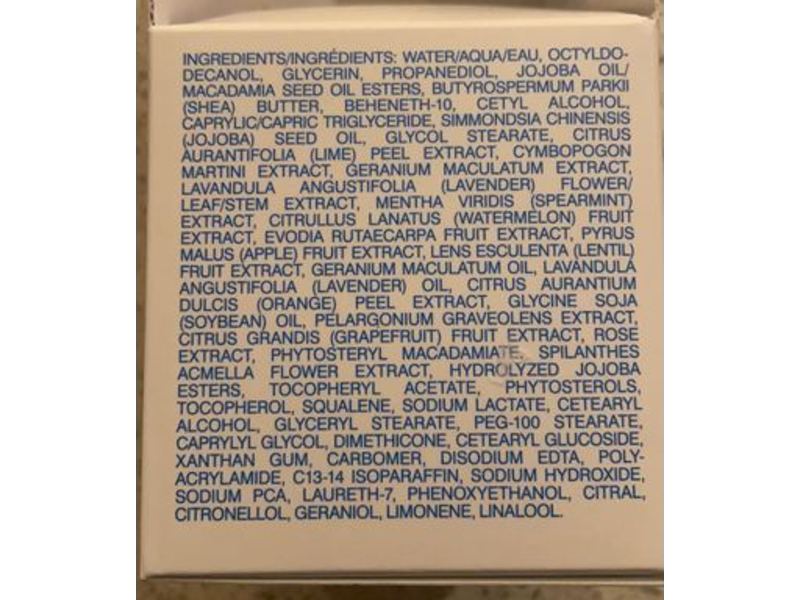 INGREDIENTS/INGRÉDIENTS: WATER/AQUA/EAU, OCTYLDO-
DECANOL, GLYCERIN, PROPANEDIOL, JOJOBA OIL/
MACADAMIA SEED OIL ESTERS, BUTYROSPERMUM PARKII
(SHEA) BUTTER, BEHENETH-10, CETYL ALCOHOL,
CAPRYLIC/CAPRIC TRIGLYCERIDE, SIMMONDSIA CHINENSIS
(JOJOBA) SEED OIL, GLYCOL STEARATE, CITRUS
AURANTIFOLIA (LIME) PEEL EXTRACT, CYMBOPOGON
MARTINI EXTRACT, GERANIUM MACULATUM EXTRACT,
LAVANDULA ANGUSTIFOLIA (LAVENDER) FLOWER/
LEAF/STEM EXTRACT, MENTHA VIRIDIS (SPEARMINT)
EXTRACT, CITRULLUS LANATUS (WATERMELON) FRUIT
EXTRACT, EVODIA RUTAECARPA FRUIT EXTRACT, PYRUS
MALUS (APPLE) FRUIT EXTRACT, LENS ESCULENTA (LENTIL)
FRUIT EXTRACT, GERANIUM MACULATUM OIL, LAVANDULA
ANGUSTIFOLIA (LAVENDER) OIL, CITRUS AURANTIUM
DULCIS (ORANGE) PEEL EXTRACT, GLYCINE SOJA
(SOYBEAN) OIL, PELARGONIUM GRAVEOLENS EXTRACT,
CITRUS GRANDIS (GRAPEFRUIT) FRUIT EXTRACT, ROSE
EXTRACT, PHYTOSTERYL MACADAMIATE, SPILANTHES
ACMELLA FLOWER EXTRACT, HYDROLYZED JOJOBA
ESTERS, TOCOPHERYL ACETATE, PHYTOSTEROLS,
TOCOPHEROL, SQUALENE, SODIUM LACTATE, CETEARYL
ALCOHOL, GLYCERYL STEARATE, PEG-100 STEARATE,
CAPRYLYL GLYCOL, DIMETHICONE, CETEARYL GLUCOSIDE,
XANTHAN GUM, CARBOMER, DISODIUM EDTA, POLY-
ACRYLAMIDE, C13-14 ISOPARAFFIN, SODIUM HYDROXIDE,
SODIUM PCA, LAURETH-7, PHENOXYETHANOL, CITRAL,
CITRONELLOL, GERANIOL, LIMONENE, LINALOOL.